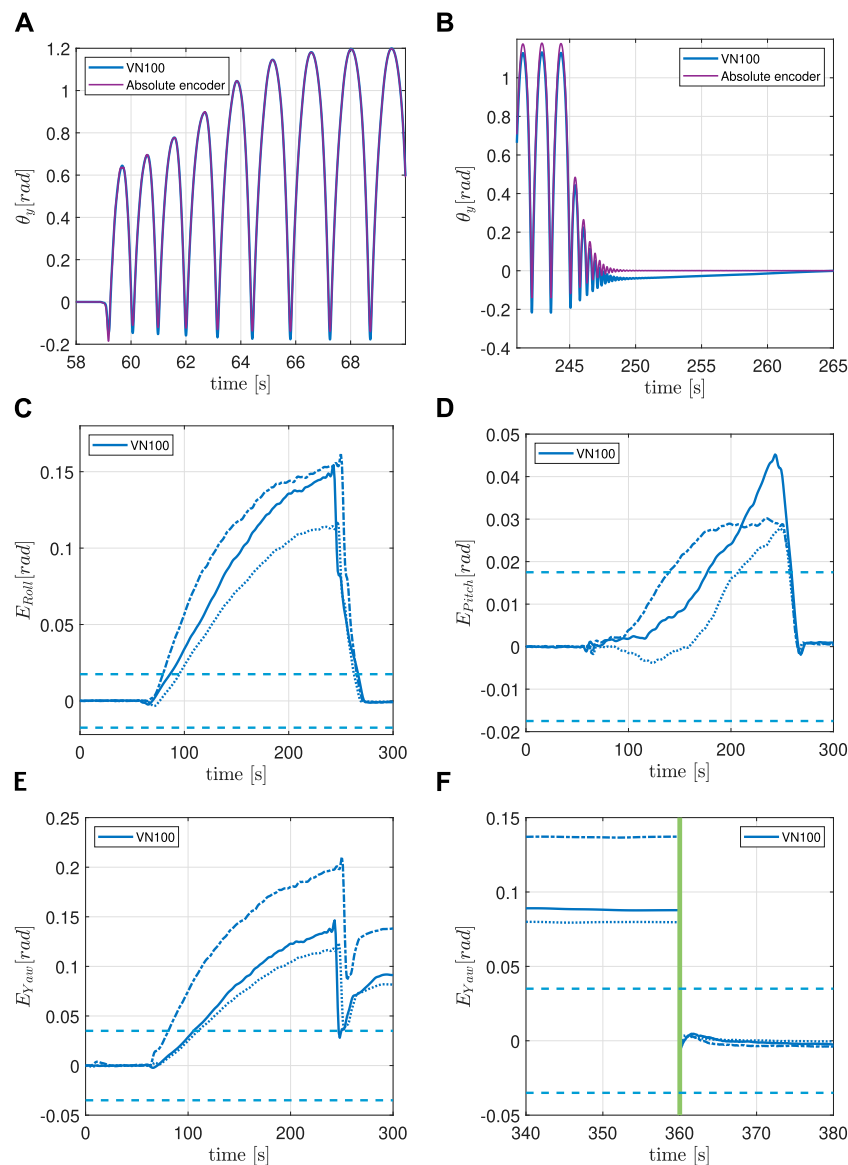 A
VN100
Absolute encoder
θy[rad]
1.2
1
0.8
0.6
0.4
0.2
0
-0.2
58 60 62 64 66 68
time [s]
B
VN100
Absolute encoder
θy[rad]
1
0.8
0.6
0.4
0.2
0
-0.2
-0.4
245 250 255 260 265
time [s]
C
VN100
ERoll[rad]
0.15
0.1
0.05
0
0 100 200 300
time [s]
D
VN100
EPitch[rad]
0.05
0.04
0.03
0.02
0.01
0
-0.01
-0.02
0 100 200 300
time [s]
E
VN100
EYaw[rad]
0.25
0.2
0.15
0.1
0.05
0
-0.05
0 100 200 300
time [s]
F
VN100
EYaw[rad]
0.15
0.1
0.05
0
-0.05
340 350 360 370 380
time [s]